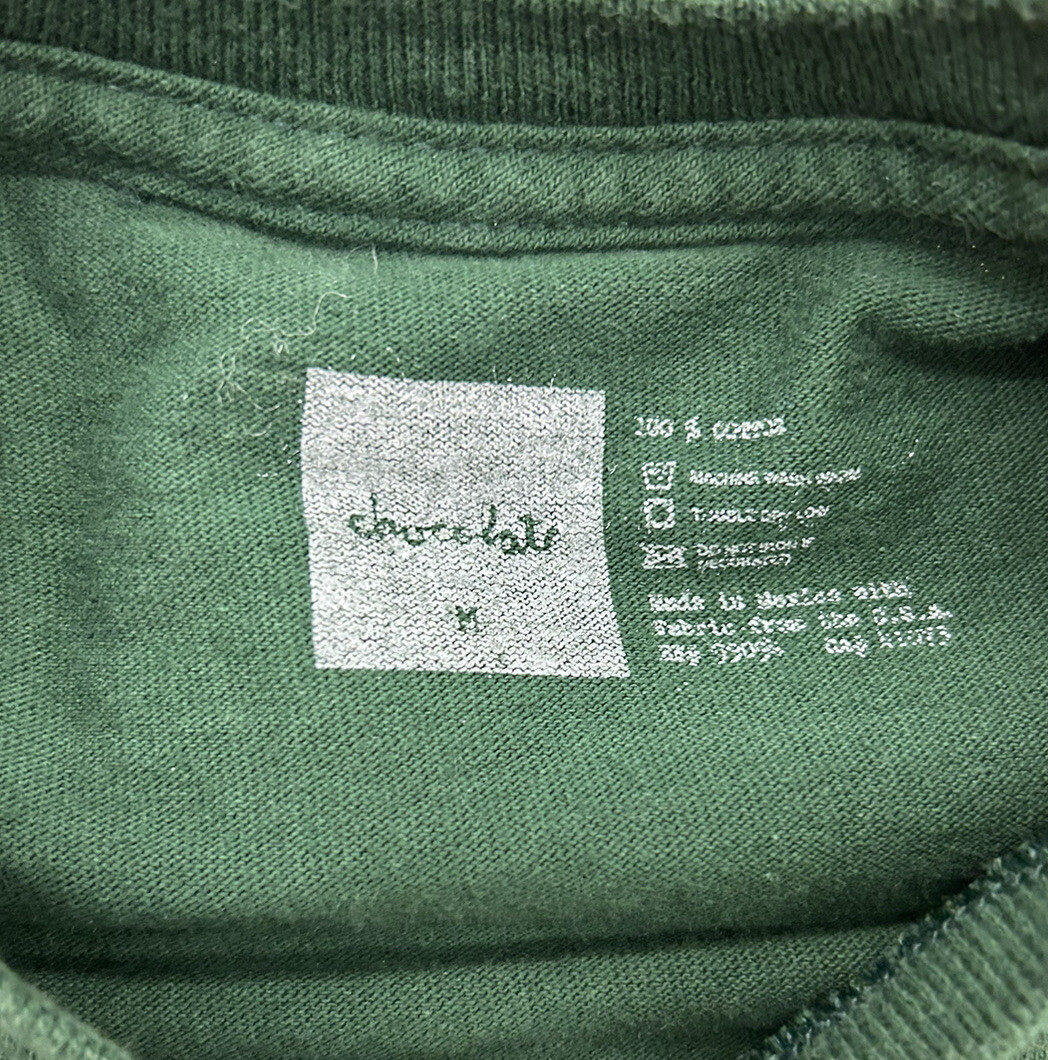 chocolate
M
100 % COTTON
MACHINE WASH WARM
TUMBLE DRY LOW
DO NOT IRON IF
DECORATED
Made in Mexico with
fabric from the U.S.A.
RN#